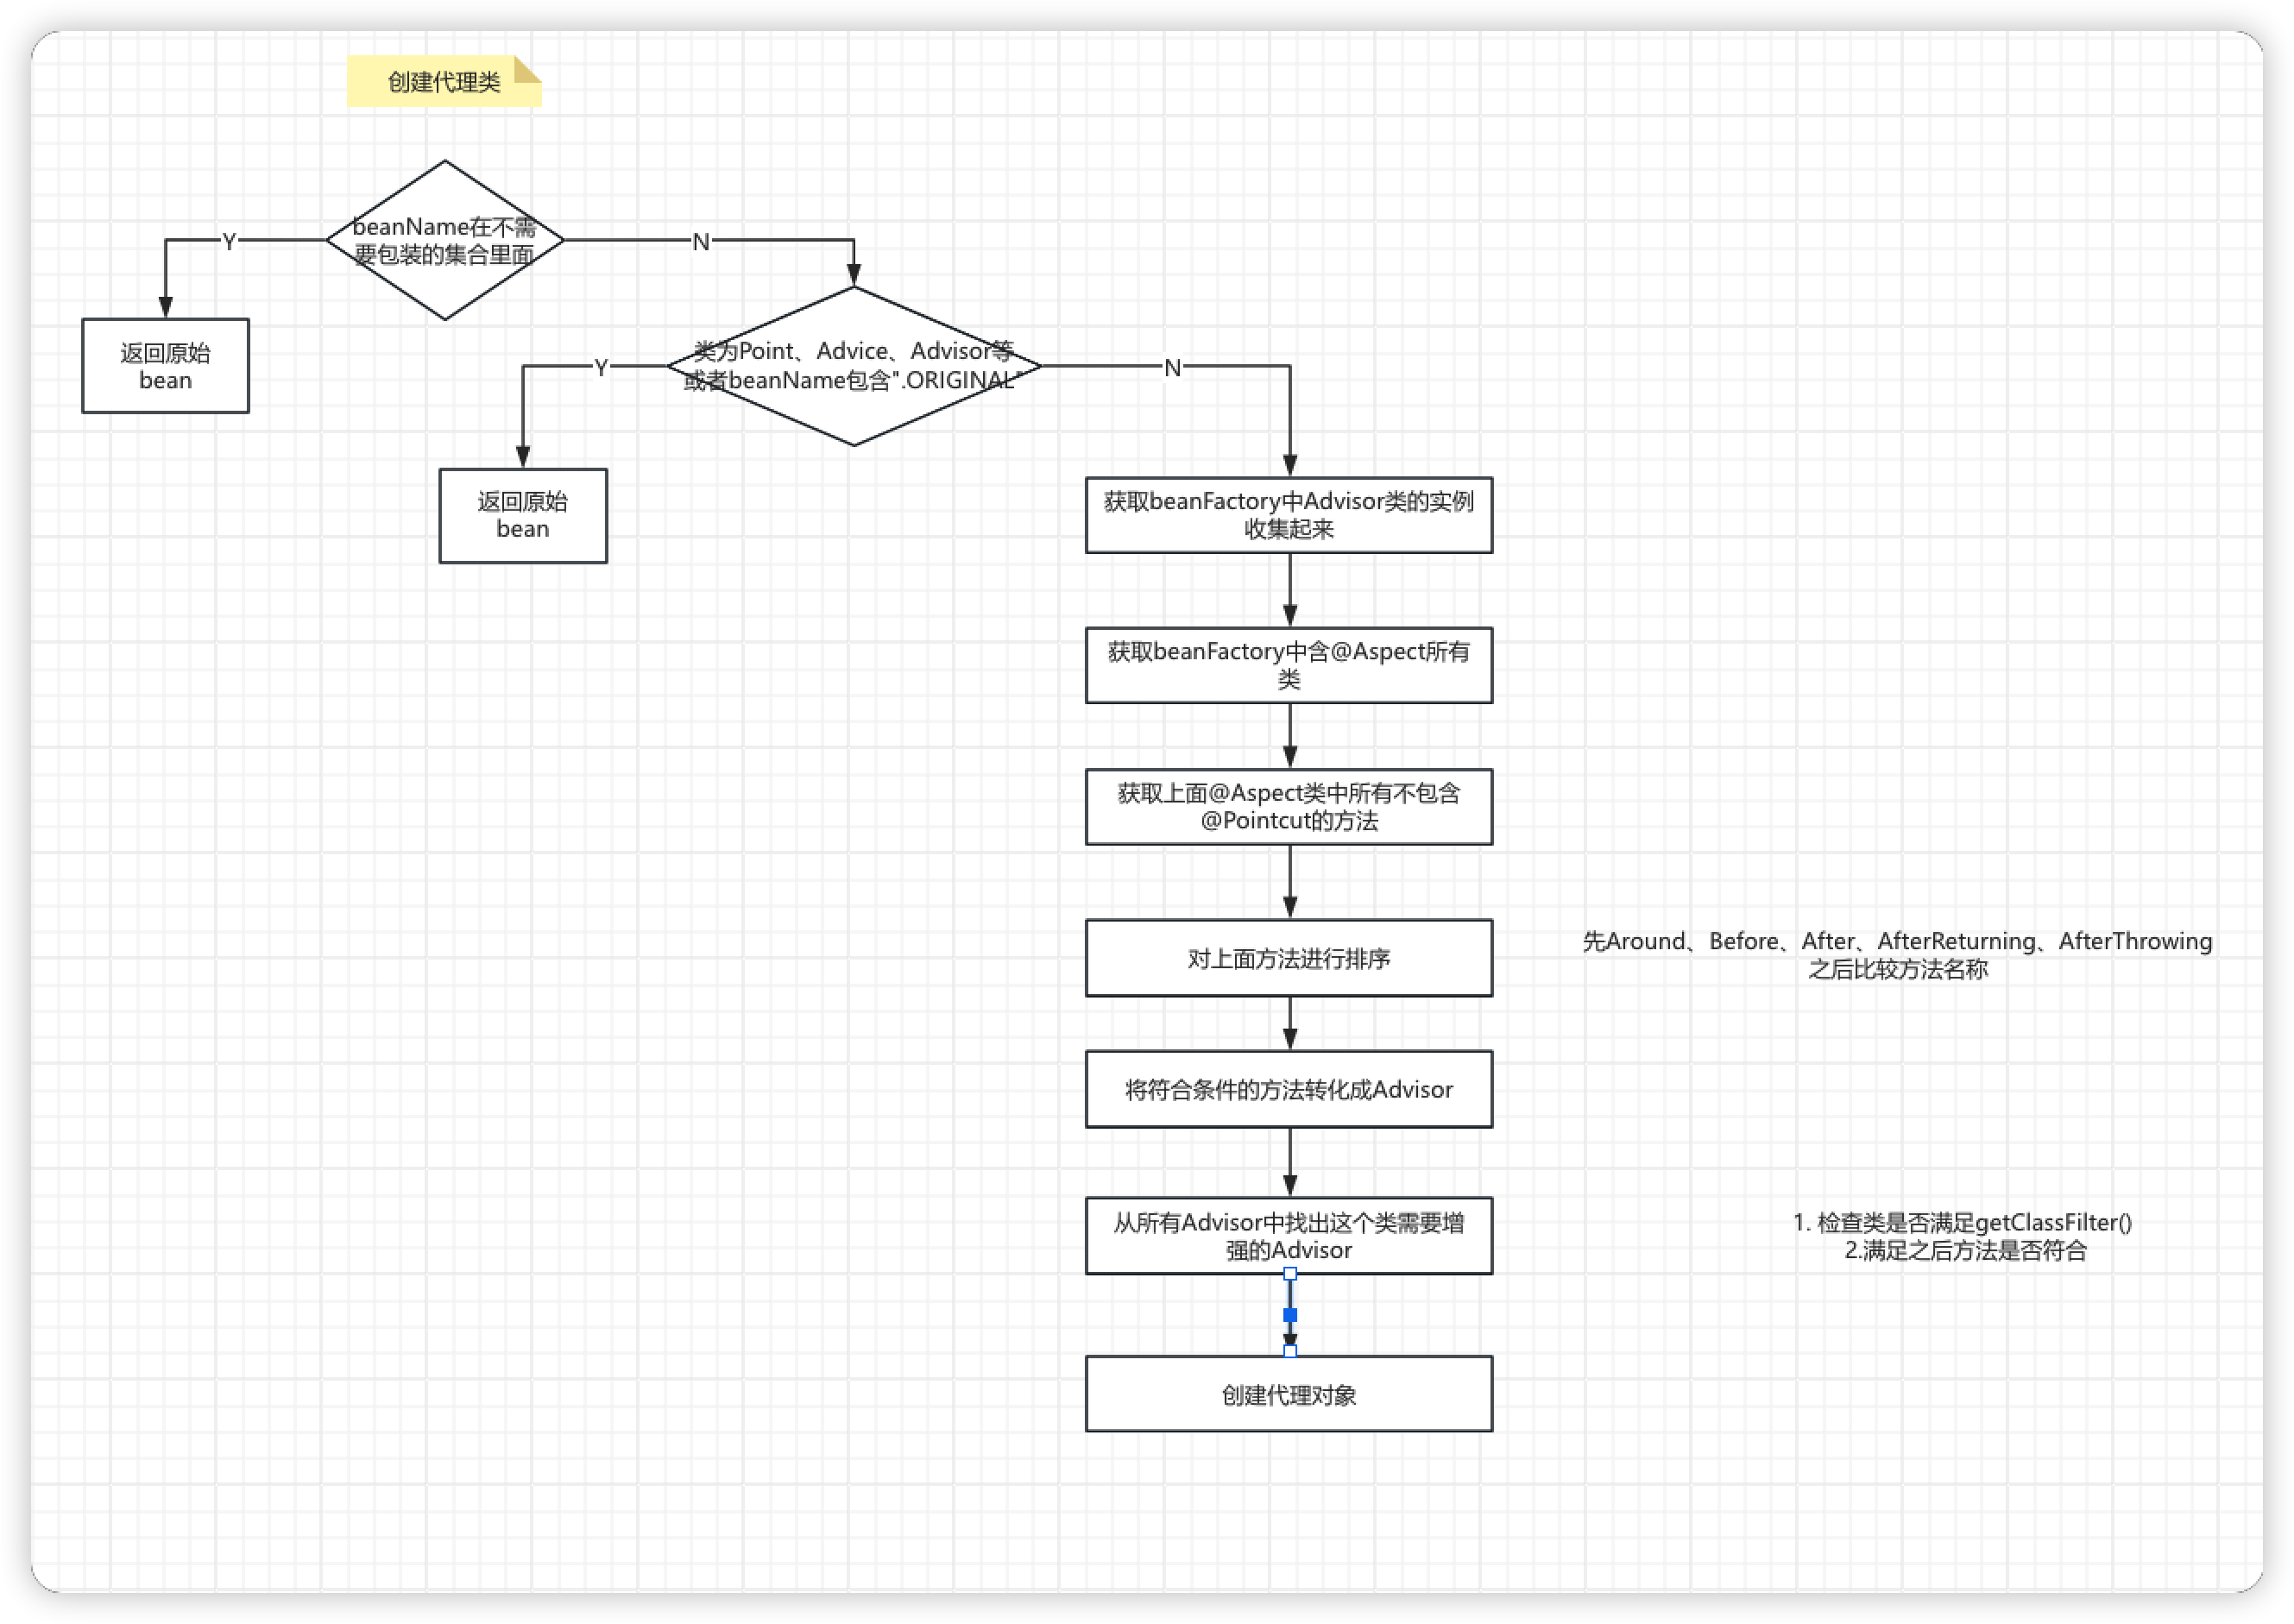 创建代理类
beanName在不需
要包装的集合里面
Y
N
返回原始
bean
类为Point、Advice、Advisor等
或者beanName包含".ORIGINAL"
Y
N
返回原始
bean
获取beanFactory中Advisor类的实例
收集起来
获取beanFactory中含@Aspect所有
类
获取上面@Aspect类中所有不包含
@Pointcut的方法
对上面方法进行排序
先Around、Before、After、AfterReturning、AfterThrowing
之后比较方法名称
将符合条件的方法转化成Advisor
从所有Advisor中找出这个类需要增
强的Advisor
1. 检查类是否满足getClassFilter()
2.满足之后方法是否符合
创建代理对象